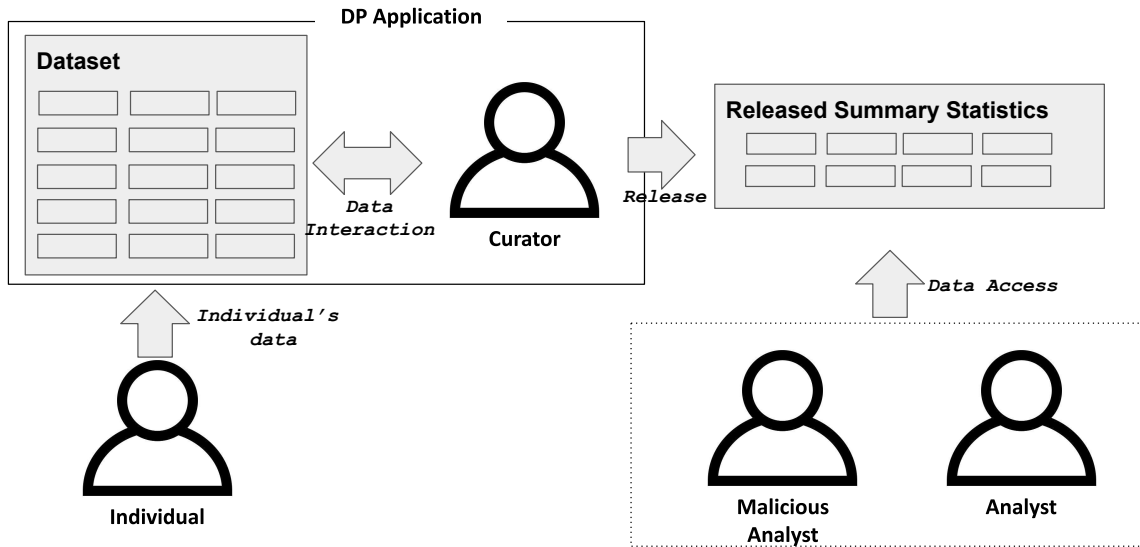 DP Application
Dataset
Released Summary Statistics
Data
Interaction
Curator
Release
Individual’s
data
Data Access
Individual
Malicious
Analyst
Analyst